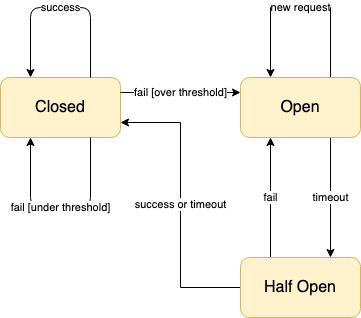 success
new request
Closed
fail [over threshold]
Open
fail [under threshold]
success or timeout
fail
timeout
Half Open